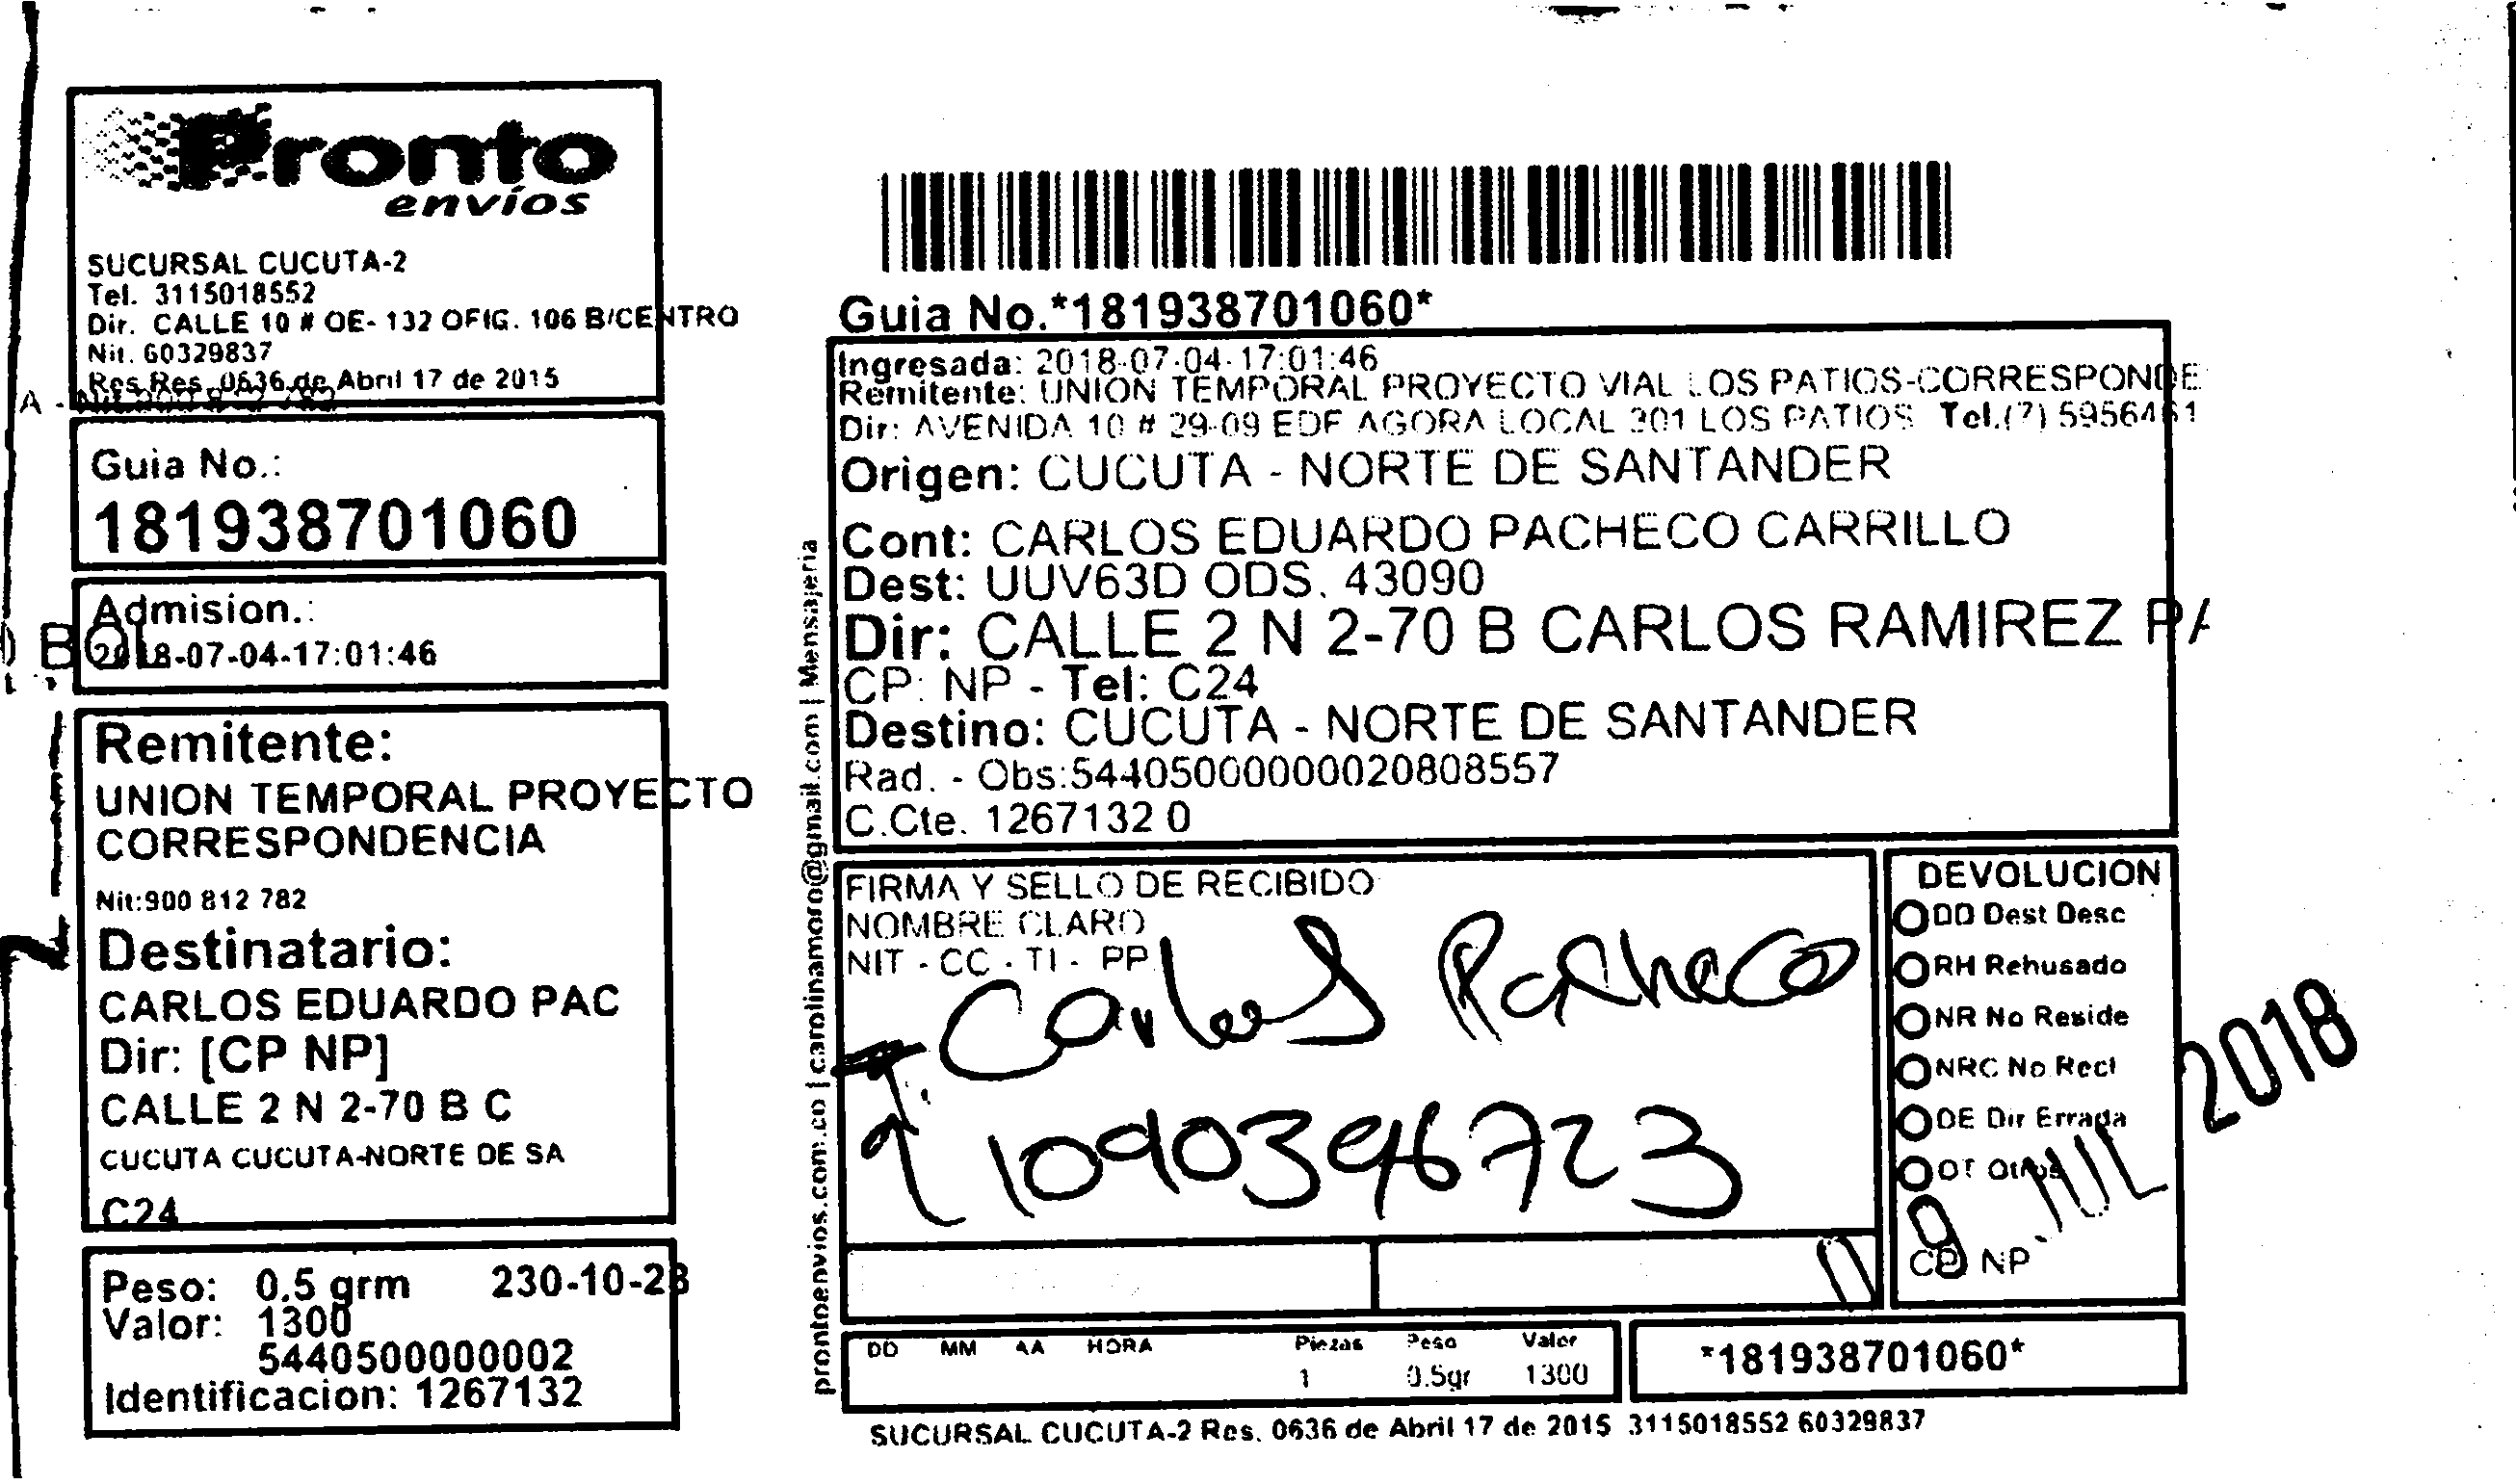 Pronto
envíos
SUCURSAL CUCUTA-2
Tel. 3115018552
Dir. CALLE 10 # OE- 132 OFIG. 106 B/CENTRO
Nit. 60329837
Res Res. 0636 de Abril 17 de 2015
Guia No.:
181938701060
Admision.:
2018-07-04-17:01:46
Remitente:
UNION TEMPORAL PROYECTO
CORRESPONDENCIA
Nit:900 812 782
Destinatario:
CARLOS EDUARDO PAC
Dir: [CP NP]
CALLE 2 N 2-70 B C
CUCUTA CUCUTA-NORTE DE SA
C24
Peso: 0.5 grm 230-10-23
Valor: 1300
5440500000002
Identificacion: 1267132
prontoenvios.com.co | carolinamoro@gmail.com | Mensajeria
Guia No.*181938701060*
Ingresada: 2018-07-04-17:01:46
Remitente: UNION TEMPORAL PROYECTO VIAL LOS PATIOS-CORRESPONDE
Dir: AVENIDA 10 # 29-09 EDF AGORA LOCAL 301 LOS PATIOS Tel.(7) 5956461
Origen: CUCUTA - NORTE DE SANTANDER
Cont: CARLOS EDUARDO PACHECO CARRILLO
Dest: UUV63D ODS. 43090
Dir: CALLE 2 N 2-70 B CARLOS RAMIREZ PA
CP: NP - Tel: C24
Destino: CUCUTA - NORTE DE SANTANDER
Rad. - Obs:544050000000020808557
C.Cte. 1267132 0
FIRMA Y SELLO DE RECIBIDO
NOMBRE CLARO
NIT - CC - TI - PP
Carlos Pacheco
1090396723
DEVOLUCION
DD Dest Desc
RH Rehusado
NR No Reside
NRC No Recl
DE Dir Errada
OT Otros
CP NP
09 JUL 2018
DD MM AA HORA Piezas Peso Valor
1 0.5gr 1300
*181938701060*
SUCURSAL CUCUTA-2 Res. 0636 de Abril 17 de 2015 3115018552 60329837